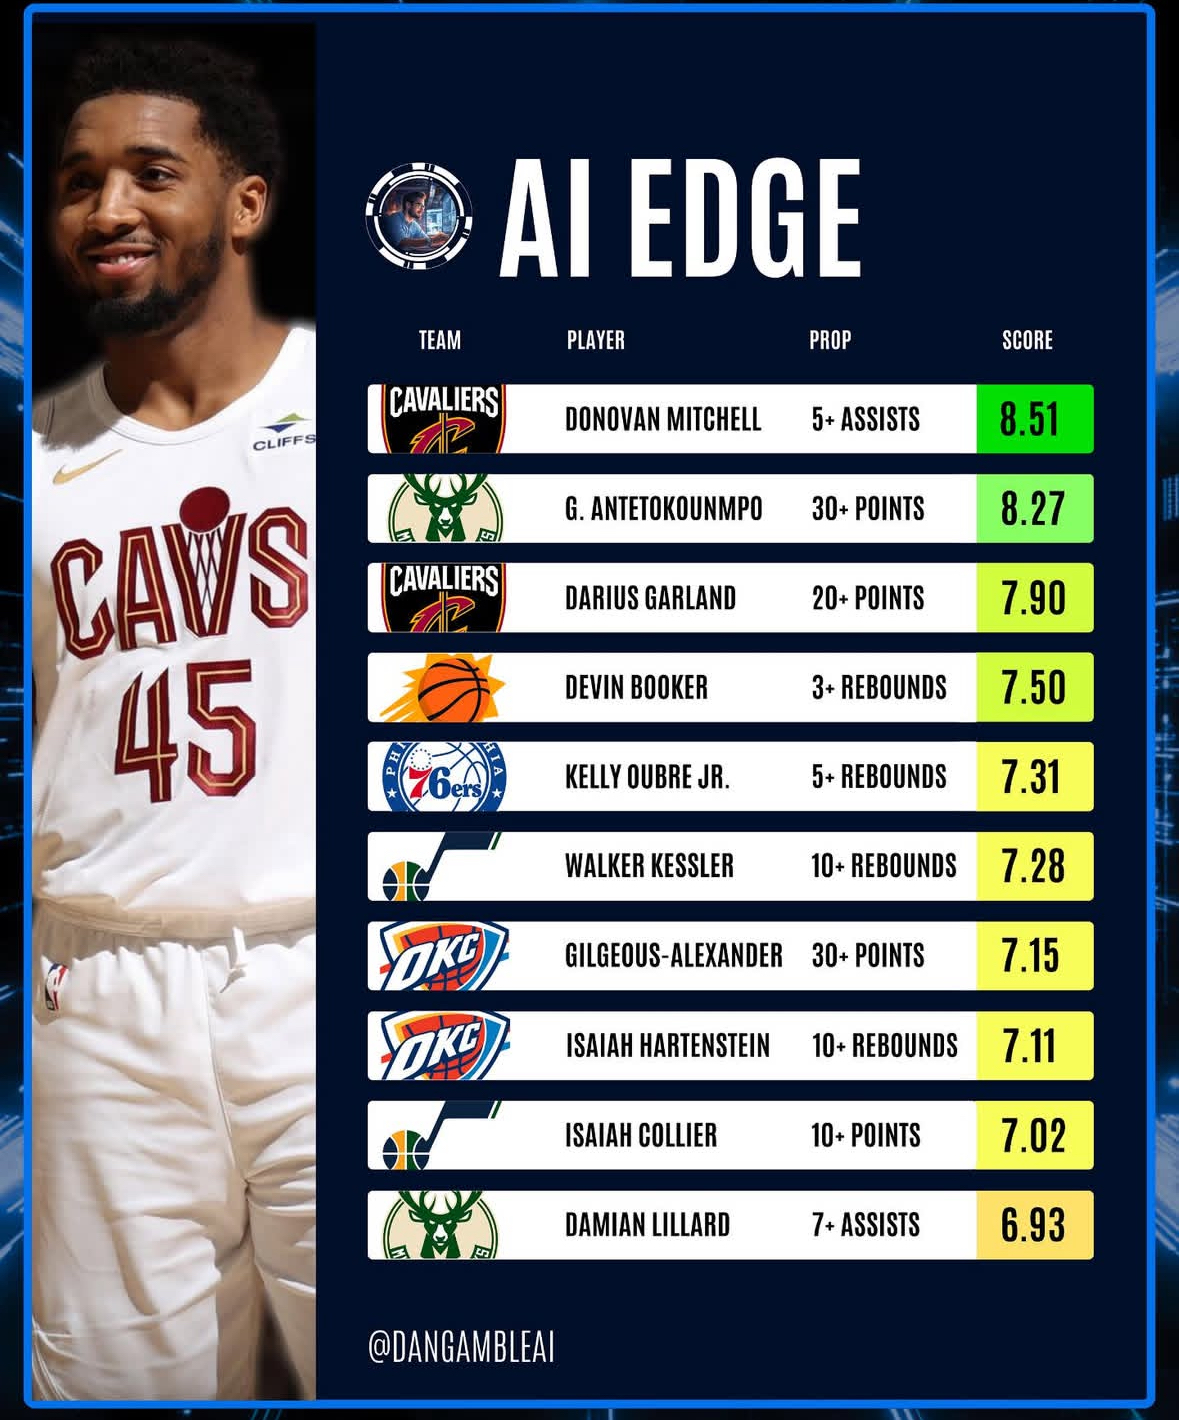 AI EDGE
TEAM PLAYER PROP SCORE
CAVALIERS DONOVAN MITCHELL 5+ ASSISTS 8.51
G. ANTETOKOUNMPO 30+ POINTS 8.27
CAVALIERS DARIUS GARLAND 20+ POINTS 7.90
DEVIN BOOKER 3+ REBOUNDS 7.50
76ers KELLY OUBRE JR. 5+ REBOUNDS 7.31
WALKER KESSLER 10+ REBOUNDS 7.28
OKC GILGEOUS-ALEXANDER 30+ POINTS 7.15
OKC ISAIAH HARTENSTEIN 10+ REBOUNDS 7.11
ISAIAH COLLIER 10+ POINTS 7.02
DAMIAN LILLARD 7+ ASSISTS 6.93
@DANGAMBLEAI
CLIFFS
CAVS
45